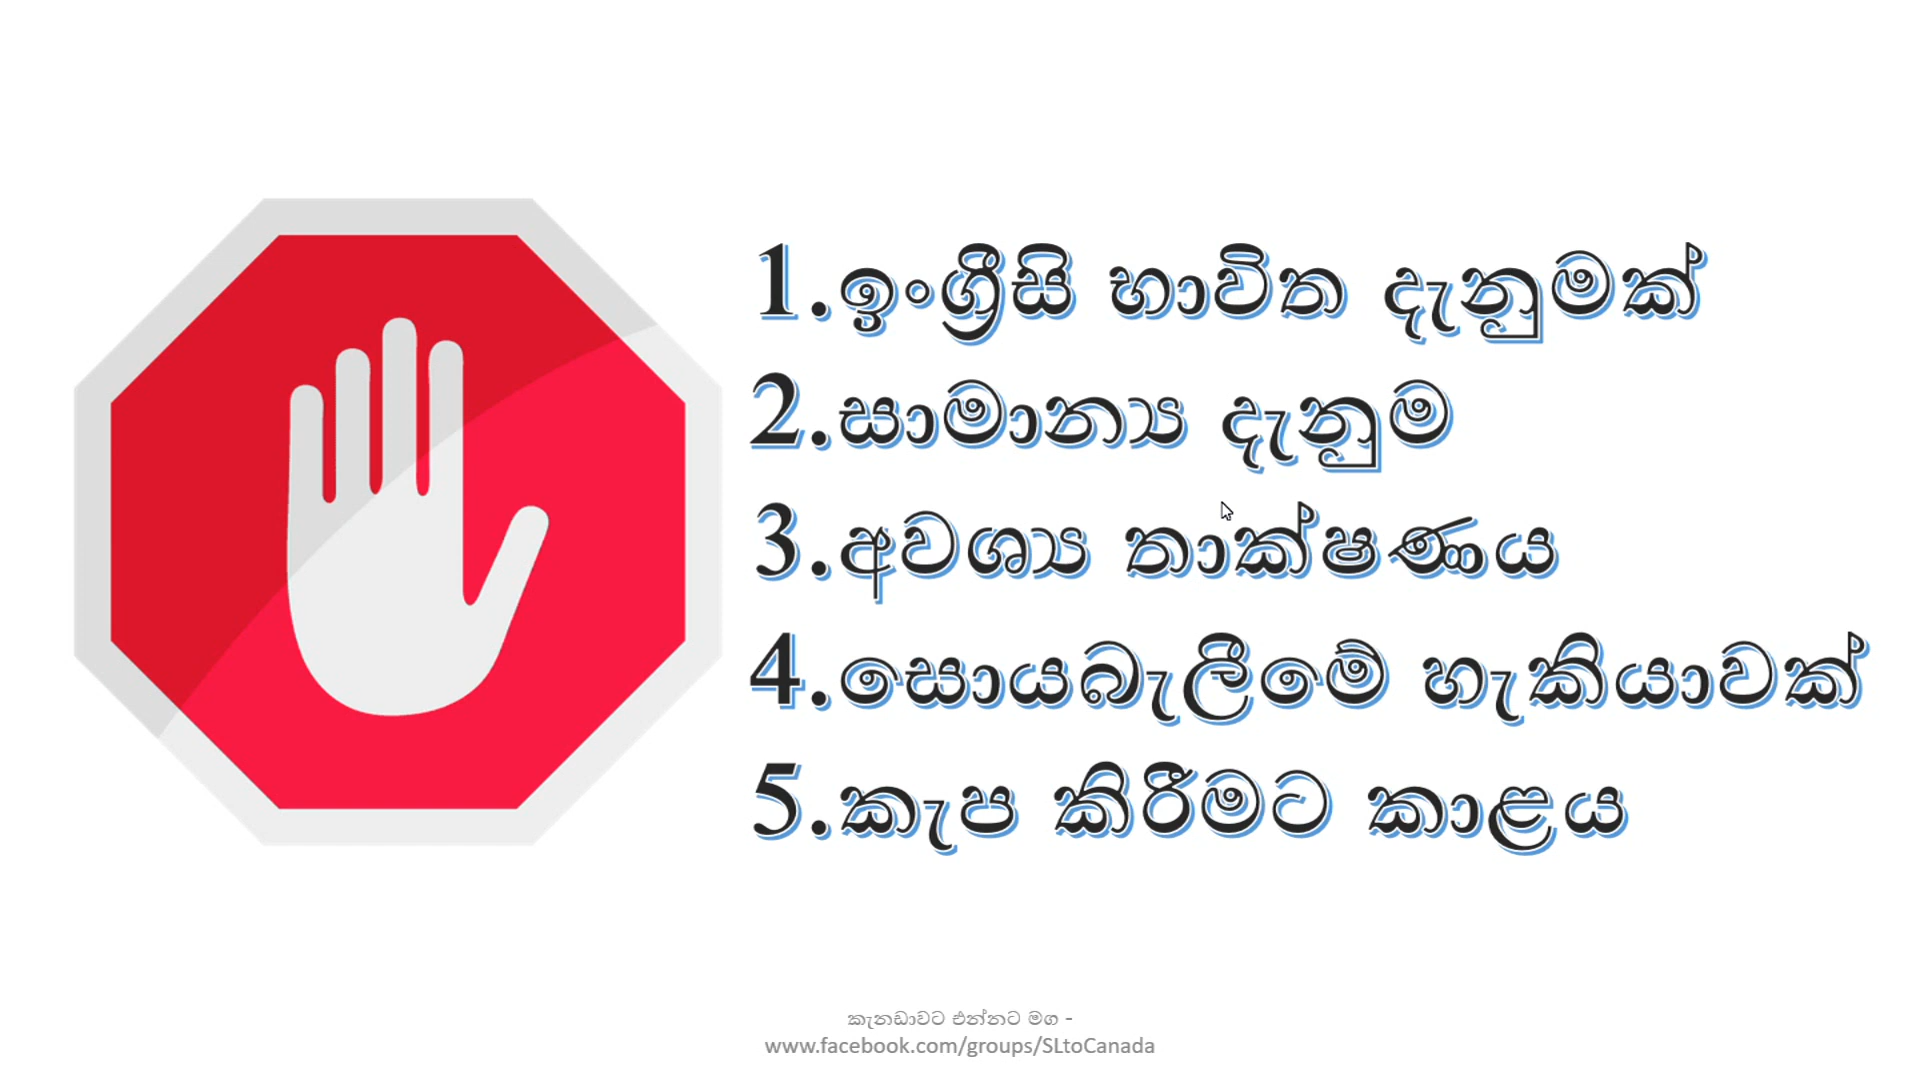 1.ඉංග්‍රීසි භාවිත දැනුමක්
2.සාමාන්‍ය දැනුම
3.අවශ්‍ය තාක්ෂණය
4.සොයබැලීමේ හැකියාවක්
5.කැප කිරීමට කාළය
කැනඩාවට එන්නට මග -
www.facebook.com/groups/SLtoCanada